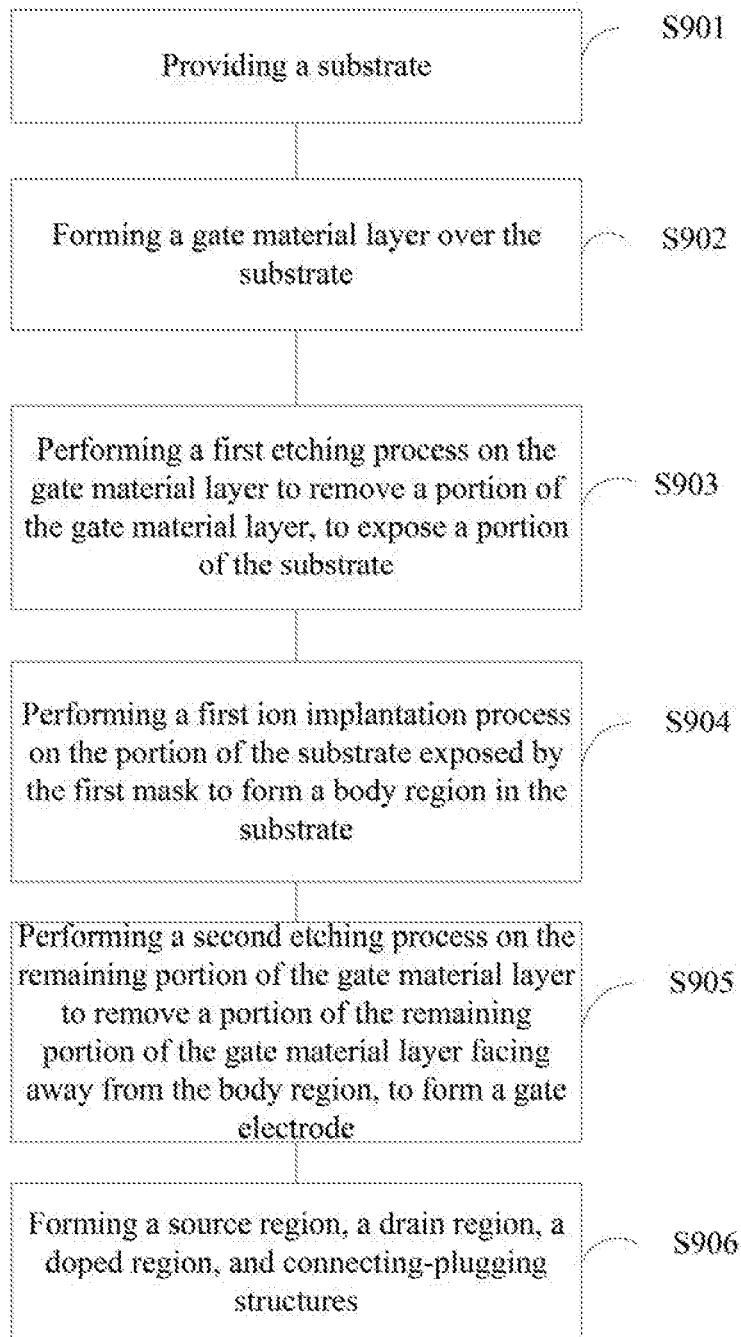 Providing a substrate
S901
Forming a gate material layer over the
substrate
S902
Performing a first etching process on the
gate material layer to remove a portion of
the gate material layer, to expose a portion
of the substrate
S903
Performing a first ion implantation process
on the portion of the substrate exposed by
the first mask to form a body region in the
substrate
S904
Performing a second etching process on the
remaining portion of the gate material layer
to remove a portion of the remaining
portion of the gate material layer facing
away from the body region, to form a gate
electrode
S905
Forming a source region, a drain region, a
doped region, and connecting-plugging
structures
S906